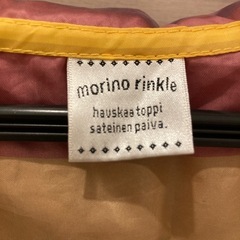 morino rinkle
hauskaa toppi
sateinen paiva.